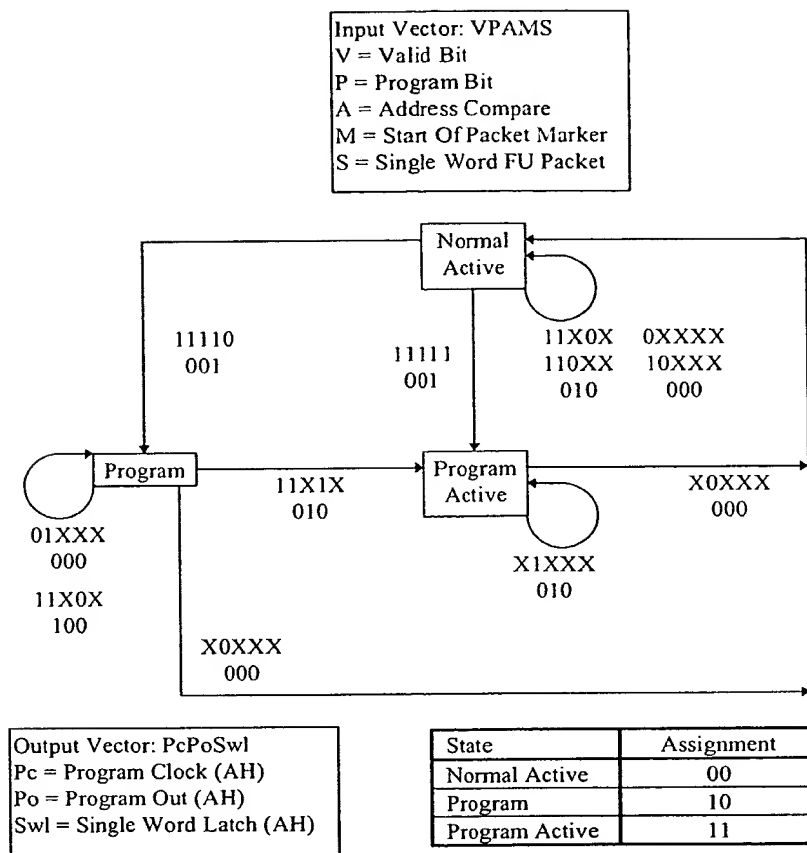 Input Vector: VPAMS
V = Valid Bit
P = Program Bit
A = Address Compare
M = Start Of Packet Marker
S = Single Word FU Packet
Normal
Active
11110
001
11111
001
11X0X 0XXXX
110XX 10XXX
010 000
Program
11X1X
010
Program
Active
X0XXX
000
01XXX
000
11X0X
100
X1XXX
010
X0XXX
000
Output Vector: PcPoSwl
Pc = Program Clock (AH)
Po = Program Out (AH)
Swl = Single Word Latch (AH)
State Assignment
Normal Active 00
Program 10
Program Active 11